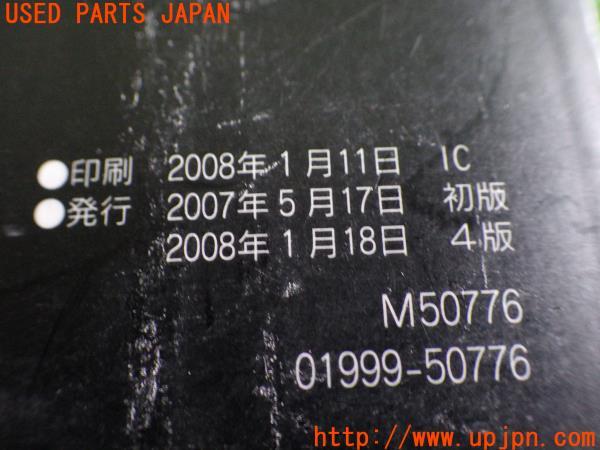 USED PARTS JAPAN
●印刷 2008年1月11日 IC
●発行 2007年5月17日 初版
2008年1月18日 4版
M50776
01999-50776
http://www.upjpn.com